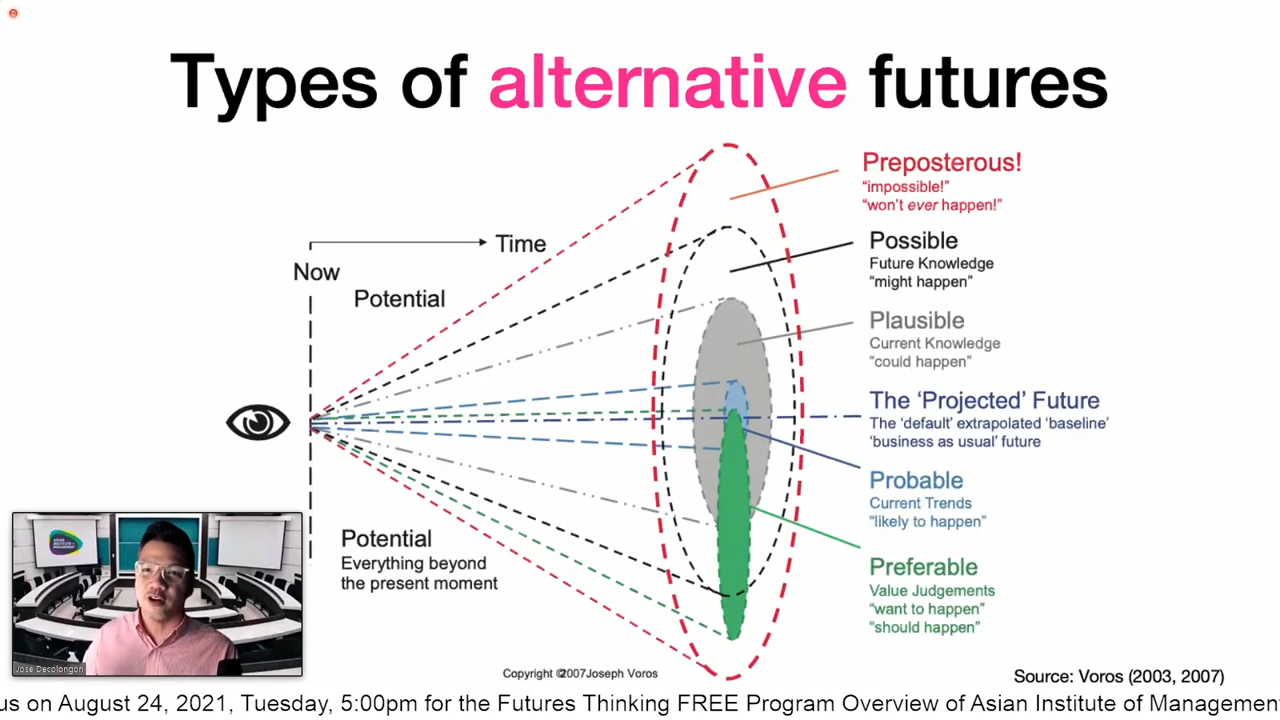 Types of alternative futures
Preposterous!
“impossible!”
“won’t ever happen!”
Time
Now
Potential
Possible
Future Knowledge
“might happen”
Plausible
Current Knowledge
“could happen”
The ‘Projected’ Future
The ‘default’ extrapolated ‘baseline’
‘business as usual’ future
Probable
Current Trends
“likely to happen”
Potential
Everything beyond
the present moment
Preferable
Value Judgements
“want to happen”
“should happen”
ASIAN
INSTITUTE OF
MANAGEMENT
Jose Decolongon
Copyright ©2007Joseph Voros
Source: Voros (2003, 2007)
us on August 24, 2021, Tuesday, 5:00pm for the Futures Thinking FREE Program Overview of Asian Institute of Managemen